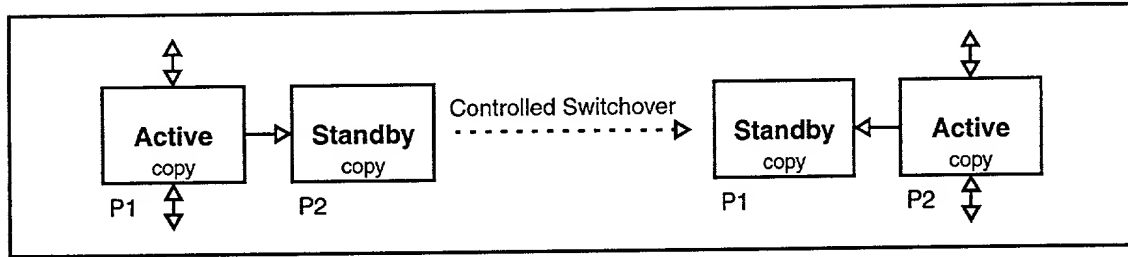 Active
copy
P1
Standby
copy
P2
Controlled Switchover
Standby
copy
P1
Active
copy
P2